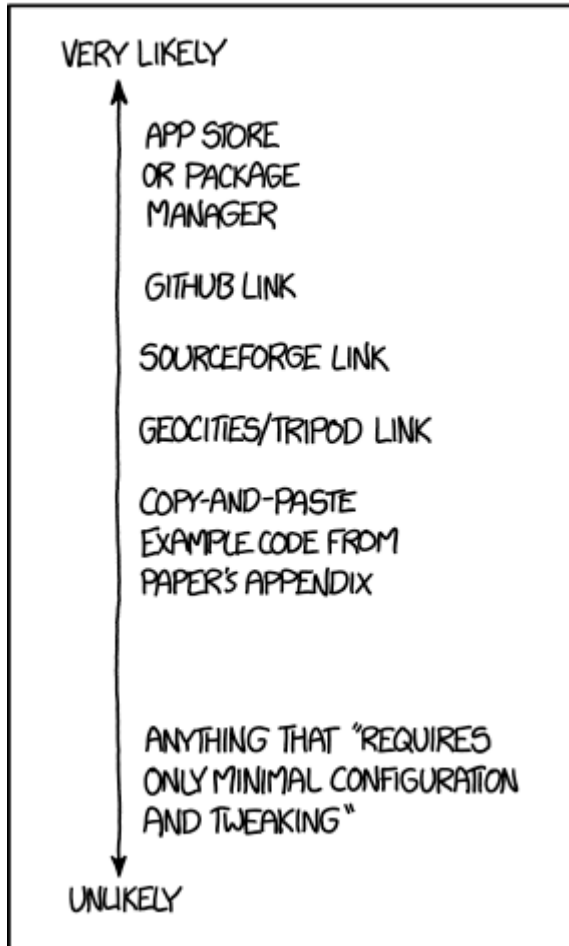 VERY LIKELY
APP STORE
OR PACKAGE
MANAGER
GITHUB LINK
SOURCEFORGE LINK
GEOCITIES/TRIPOD LINK
COPY-AND-PASTE
EXAMPLE CODE FROM
PAPER'S APPENDIX
ANYTHING THAT "REQUIRES
ONLY MINIMAL CONFIGURATION
AND TWEAKING"
UNLIKELY